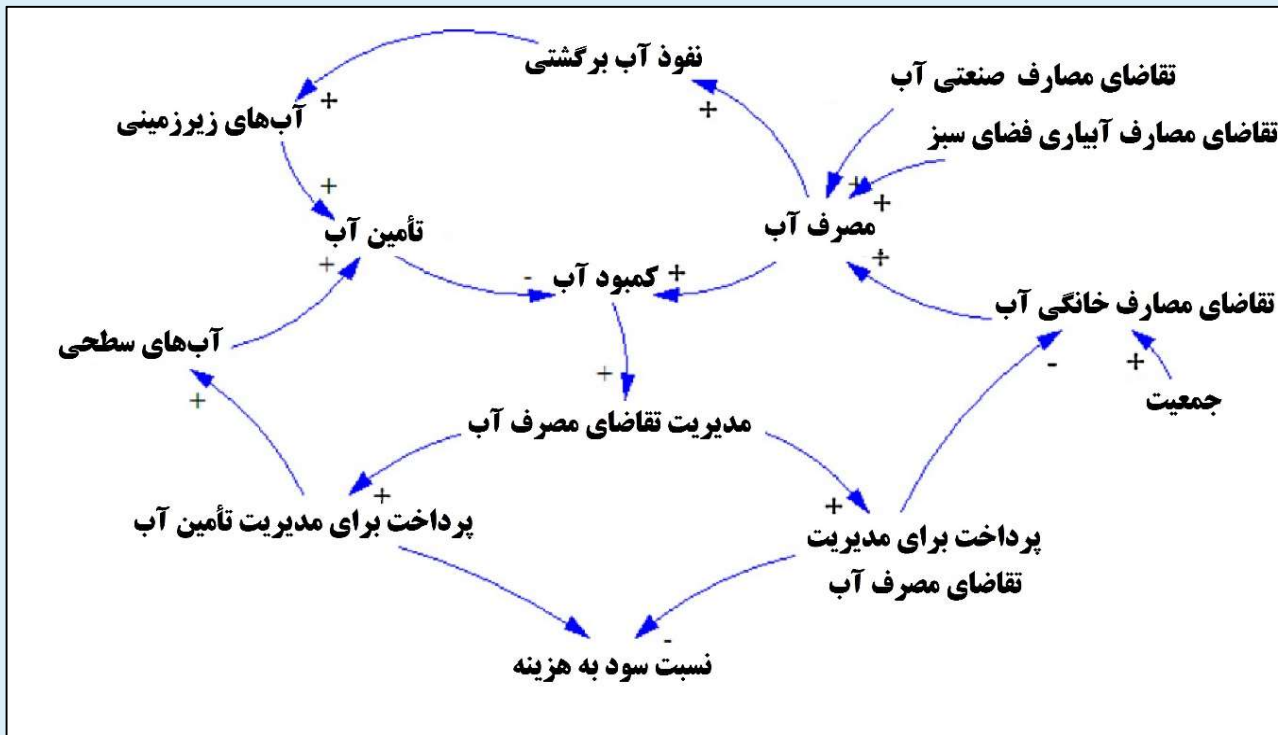 نفوذ آب برگشتی
تقاضای مصارف صنعتی آب
+
+
آب‌های زیرزمینی
تقاضای مصارف آبیاری فضای سبز
+
+
+
تأمین آب
مصرف آب
+
+
-
کمبود آب
+
تقاضای مصارف خانگی آب
آب‌های سطحی
+
-
+
+
جمعیت
مدیریت تقاضای مصرف آب
+
+
پرداخت برای مدیریت تأمین آب
پرداخت برای مدیریت
تقاضای مصرف آب
-
نسبت سود به هزینه